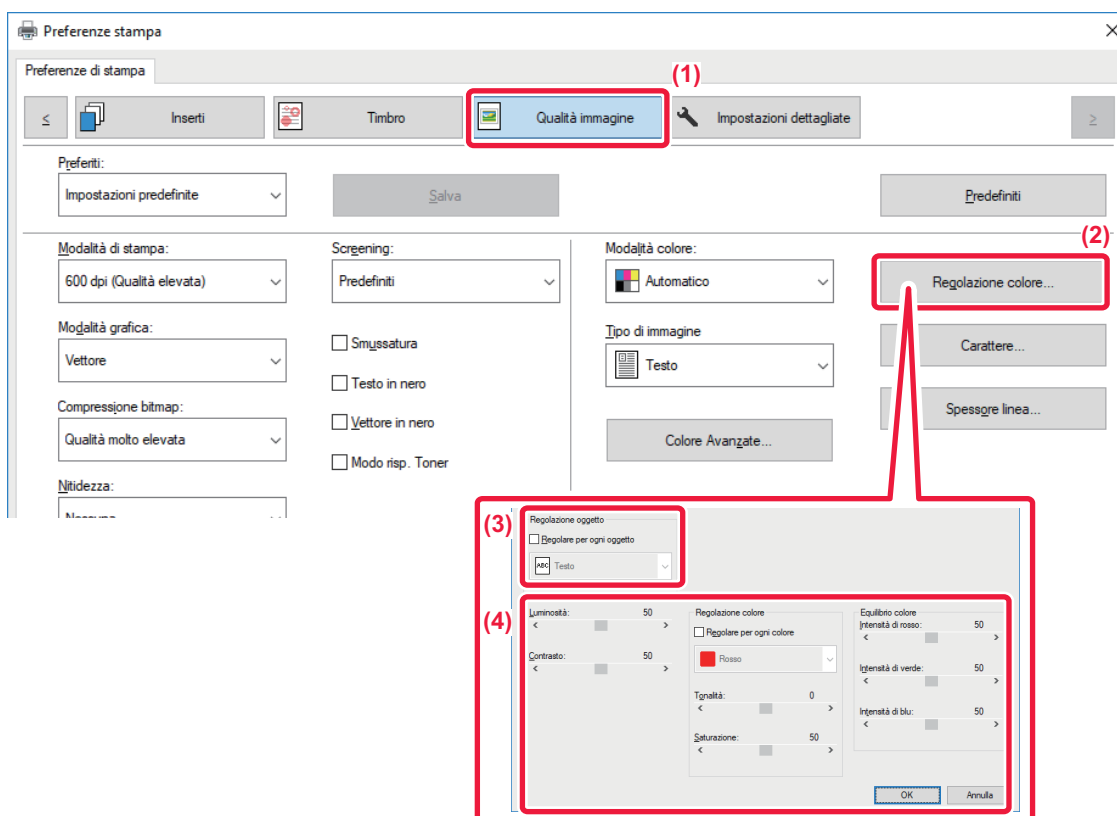 Preferenze stampa
Preferenze di stampa
(1)
<
Inserti
Timbro
Qualità immagine
Impostazioni dettagliate
>
Preferiti:
Impostazioni predefinite
Salva
Predefiniti
(2)
Modalità di stampa:
600 dpi (Qualità elevata)
Screening:
Predefiniti
Modalità colore:
Automatico
Regolazione colore...
Modalità grafica:
Vettore
Smussatura
Testo in nero
Tipo di immagine
Testo
Carattere...
Compressione bitmap:
Qualità molto elevata
Vettore in nero
Modo risp. Toner
Colore Avanzate...
Spessore linea...
Nitidezza:
(3)
Regolazione oggetto
Regolare per ogni oggetto
ABC Testo
(4)
Luminosità: 50
Contrasto: 50
Regolazione colore
Regolare per ogni colore
Rosso
Tonalità: 0
Saturazione: 50
Equilibrio colore
Intensità di rosso: 50
Intensità di verde: 50
Intensità di blu: 50
OK
Annulla